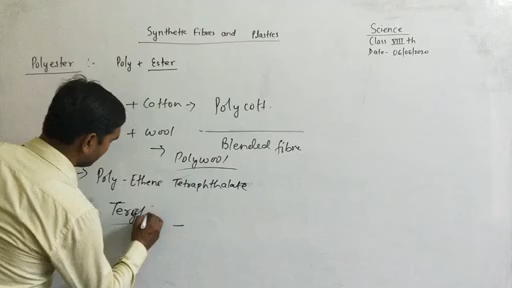 Synthetic Fibres and Plastics
Science
Class VIII th
Date- 06/06/2020
Polyester :- Poly + Ester
+ Cotton → Polycott.
+ Wool
Blended fibre
→ Polywool
→ Poly-Ethene Tetraphthalate